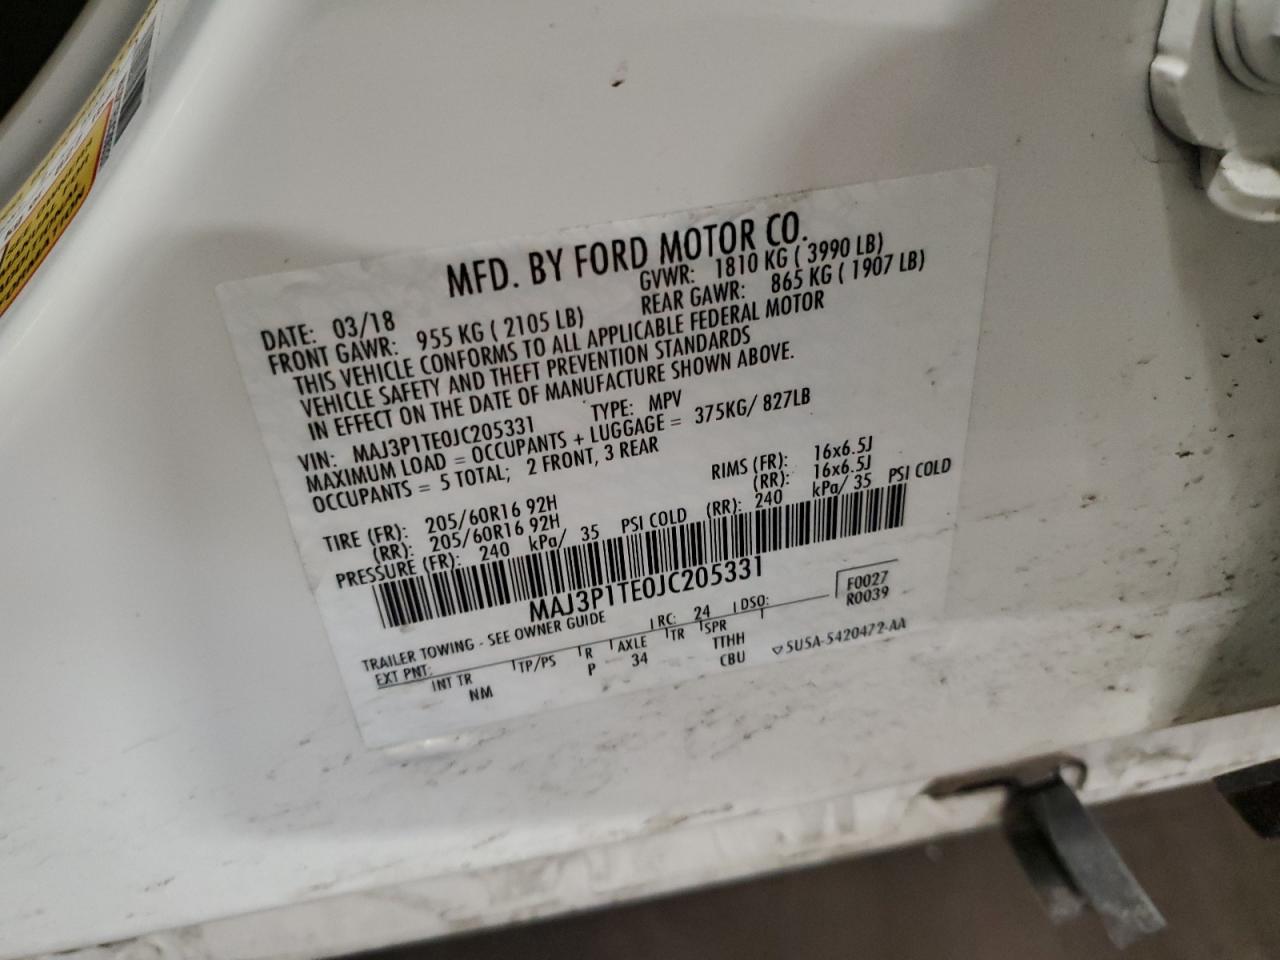 MFD. BY FORD MOTOR CO.
DATE: 03/18 GVWR: 1810 KG ( 3990 LB)
FRONT GAWR: 955 KG ( 2105 LB) REAR GAWR: 865 KG ( 1907 LB)
THIS VEHICLE CONFORMS TO ALL APPLICABLE FEDERAL MOTOR
VEHICLE SAFETY AND THEFT PREVENTION STANDARDS
IN EFFECT ON THE DATE OF MANUFACTURE SHOWN ABOVE.
VIN: MAJ3P1TE0JC205331 TYPE: MPV
MAXIMUM LOAD = OCCUPANTS + LUGGAGE = 375KG/ 827LB
OCCUPANTS = 5 TOTAL; 2 FRONT, 3 REAR
TIRE (FR): 205/60R16 92H RIMS (FR): 16x6.5J
(RR): 205/60R16 92H (RR): 16x6.5J
PRESSURE (FR): 240 kPa/ 35 PSI COLD (RR): 240 kPa/ 35 PSI COLD
MAJ3P1TE0JC205331
TRAILER TOWING - SEE OWNER GUIDE
EXT PNT: RC: 24 DSO: F0027
R0039
INT TR TP/PS R AXLE TR SPR
NM P 34 TTHH
CBU
SU5A-5420472-AA